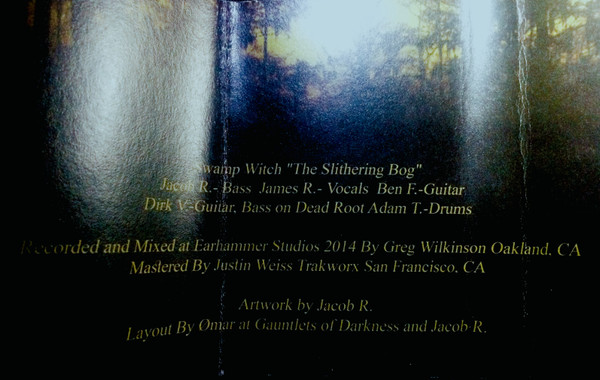 Swamp Witch "The Slithering Bog"
Jacob R.- Bass James R.- Vocals Ben F.-Guitar
Dirk V.-Guitar, Bass on Dead Root Adam T.-Drums
Recorded and Mixed at Earhammer Studios 2014 By Greg Wilkinson Oakland, CA
Mastered By Justin Weiss Trakworx San Francisco, CA
Artwork by Jacob R.
Layout By Ømar at Gauntlets of Darkness and Jacob R.